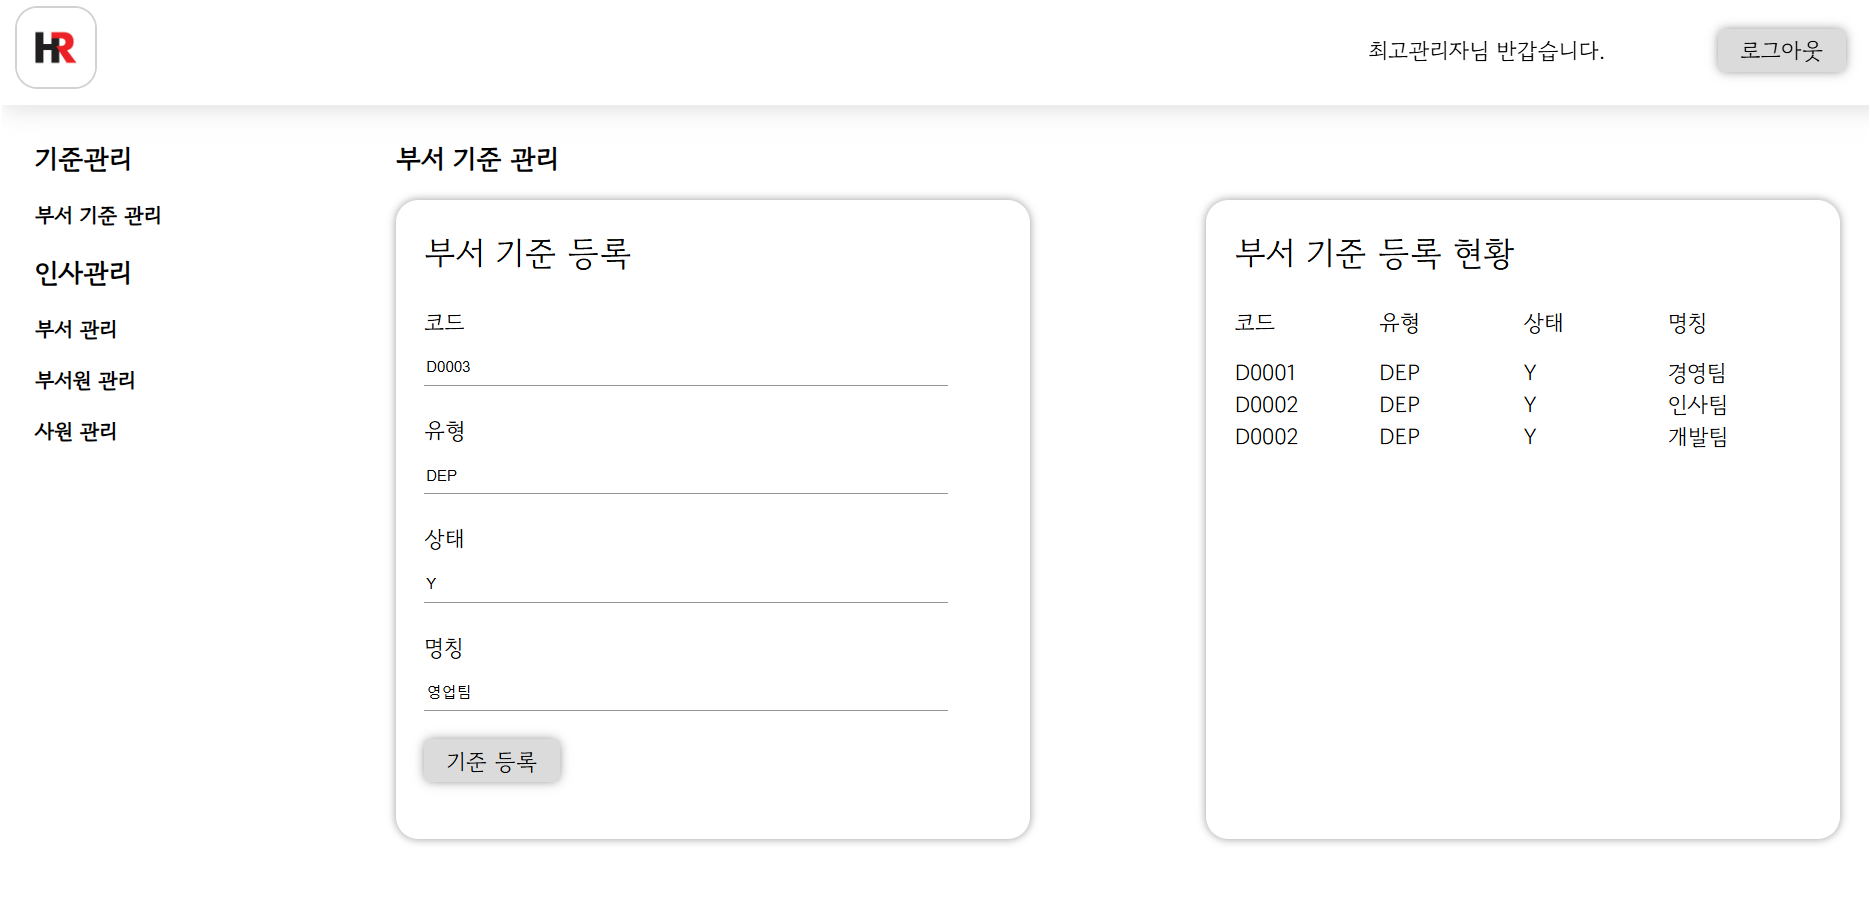 HR
최고관리자님 반갑습니다.
로그아웃
기준관리
부서 기준 관리
인사관리
부서 관리
부서원 관리
사원 관리
부서 기준 관리
부서 기준 등록
코드
D0003
유형
DEP
상태
Y
명칭
영업팀
기준 등록
부서 기준 등록 현황
코드 유형 상태 명칭
D0001 DEP Y 경영팀
D0002 DEP Y 인사팀
D0002 DEP Y 개발팀